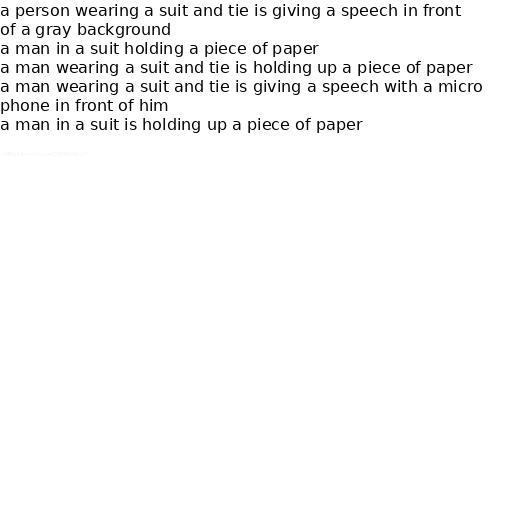 a person wearing a suit and tie is giving a speech in front
of a gray background
a man in a suit holding a piece of paper
a man wearing a suit and tie is holding up a piece of paper
a man wearing a suit and tie is giving a speech with a micro
phone in front of him
a man in a suit is holding up a piece of paper